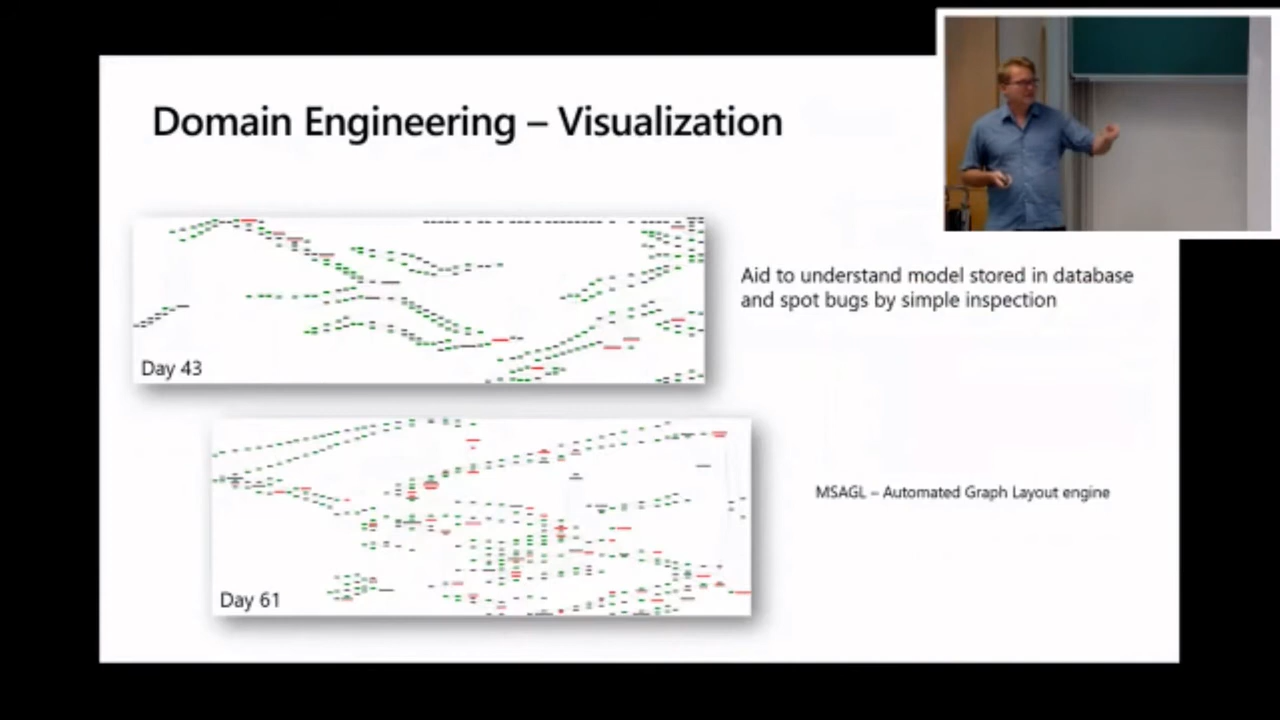 Domain Engineering – Visualization
Day 43
Aid to understand model stored in database
and spot bugs by simple inspection
MSAGL – Automated Graph Layout engine
Day 61